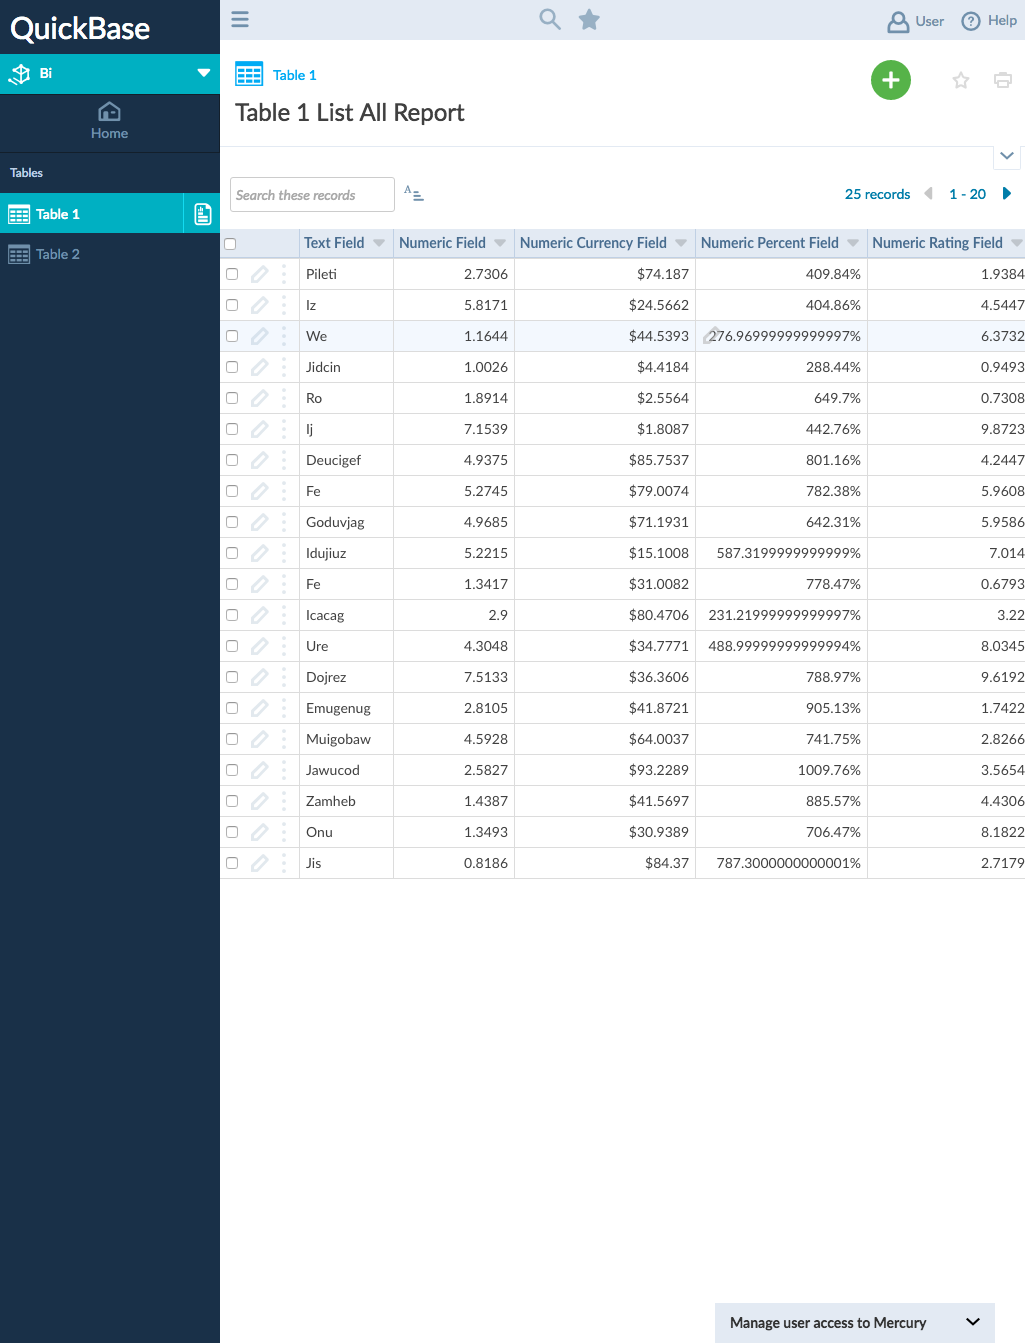 QuickBase
User
Help
Bi
Home
Tables
Table 1
Table 2
Table 1
Table 1 List All Report
Search these records
A
25 records 1 - 20
Text Field Numeric Field Numeric Currency Field Numeric Percent Field Numeric Rating Field
Pileti 2.7306 $74.187 409.84% 1.9384
Iz 5.8171 $24.5662 404.86% 4.5447
We 1.1644 $44.5393 276.96999999999997% 6.3732
Jidcin 1.0026 $4.4184 288.44% 0.9493
Ro 1.8914 $2.5564 649.7% 0.7308
Ij 7.1539 $1.8087 442.76% 9.8723
Deucigef 4.9375 $85.7537 801.16% 4.2447
Fe 5.2745 $79.0074 782.38% 5.9608
Goduvjag 4.9685 $71.1931 642.31% 5.9586
Idujiuz 5.2215 $15.1008 587.3199999999999% 7.014
Fe 1.3417 $31.0082 778.47% 0.6793
Icacag 2.9 $80.4706 231.21999999999997% 3.22
Ure 4.3048 $34.7771 488.99999999999994% 8.0345
Dojrez 7.5133 $36.3606 788.97% 9.6192
Emugenug 2.8105 $41.8721 905.13% 1.7422
Muigobaw 4.5928 $64.0037 741.75% 2.8266
Jawucod 2.5827 $93.2289 1009.76% 3.5654
Zamheb 1.4387 $41.5697 885.57% 4.4306
Onu 1.3493 $30.9389 706.47% 8.1822
Jis 0.8186 $84.37 787.3000000000001% 2.7179
Manage user access to Mercury